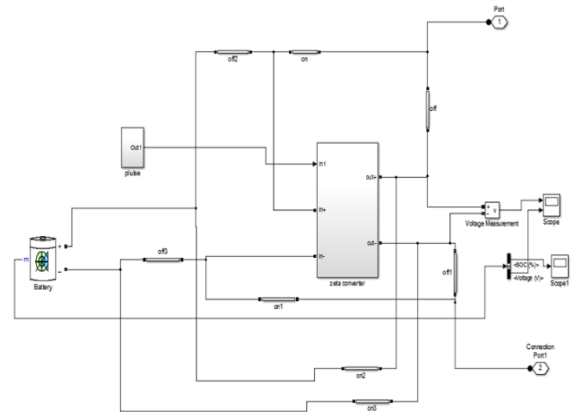 Port
1
off2
on
off
Out1
plulse
In1
out+
In+
+
v
-
Voltage Measurement
Scope
out-
+
m
-
Battery
off3
In-
off1
<SOC (%)>
<Voltage (V)>
Scope1
zeta converter
on1
Connection
Port1
2
on2
on3